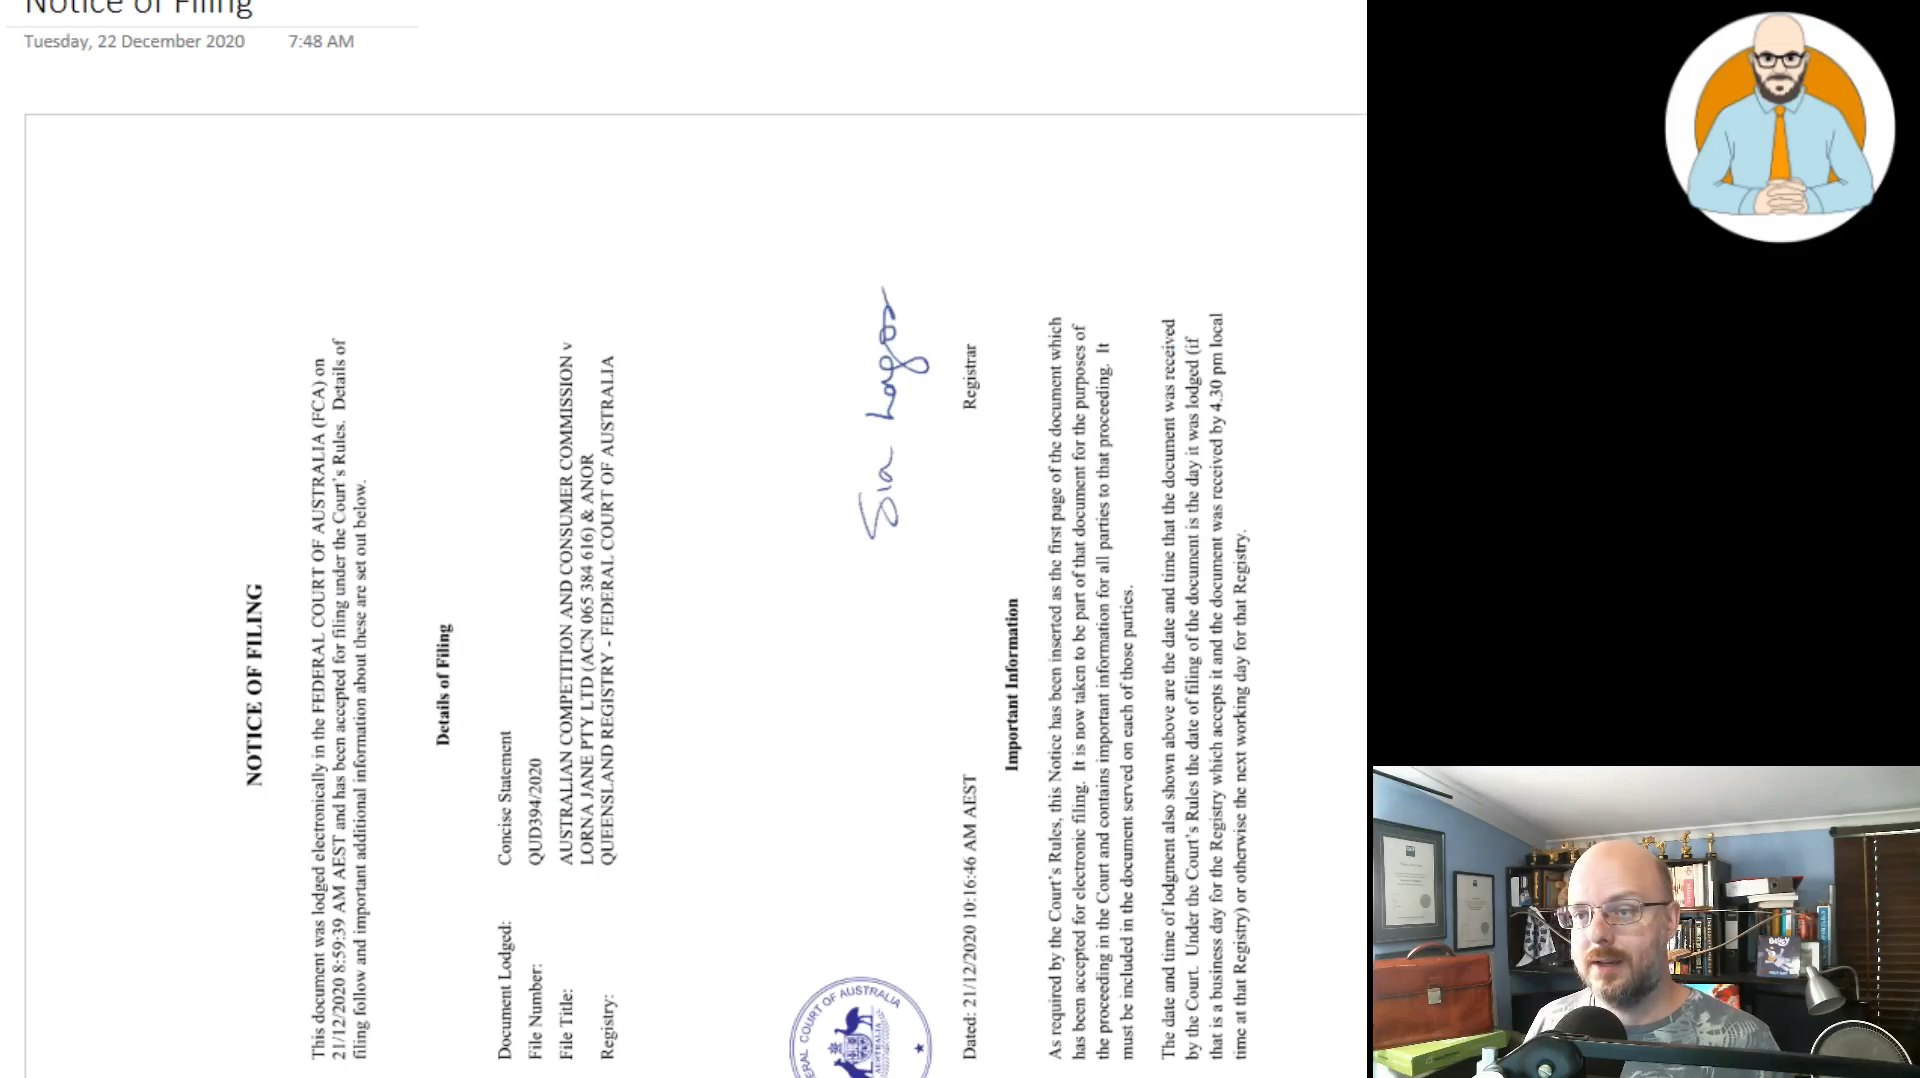 Notice of Filing
Tuesday, 22 December 2020 7:48 AM
NOTICE OF FILING
This document was lodged electronically in the FEDERAL COURT OF AUSTRALIA (FCA) on
21/12/2020 8:59:39 AM AEST and has been accepted for filing under the Court's Rules. Details of
filing follow and important additional information about these are set out below.
Details of Filing
Document Lodged: Concise Statement
File Number: QUD394/2020
File Title: AUSTRALIAN COMPETITION AND CONSUMER COMMISSION v
LORNA JANE PTY LTD (ACN 065 384 616) & ANOR
Registry: QUEENSLAND REGISTRY - FEDERAL COURT OF AUSTRALIA
Sia Lagos
COURT OF AUSTRALIA
AUSTRALIA
Dated: 21/12/2020 10:16:46 AM AEST Registrar
Important Information
As required by the Court's Rules, this Notice has been inserted as the first page of the document which
has been accepted for electronic filing. It is now taken to be part of that document for the purposes of
the proceeding in the Court and contains important information for all parties to that proceeding. It
must be included in the document served on each of those parties.
The date and time of lodgment also shown above are the date and time that the document was received
by the Court. Under the Court's Rules the date of filing of the document is the day it was lodged (if
that is a business day for the Registry which accepts it and the document was received by 4.30 pm local
time at that Registry) or otherwise the next working day for that Registry.